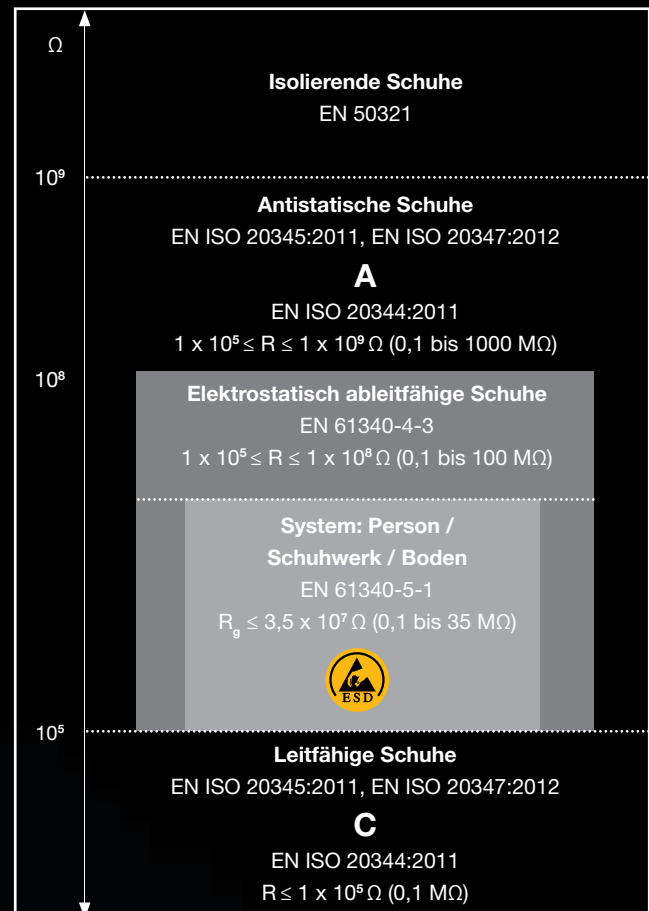 Ω
Isolierende Schuhe
EN 50321
10⁹
Antistatische Schuhe
EN ISO 20345:2011, EN ISO 20347:2012
A
EN ISO 20344:2011
1 x 10⁵ ≤ R ≤ 1 x 10⁹ Ω (0,1 bis 1000 MΩ)
10⁸
Elektrostatisch ableitfähige Schuhe
EN 61340-4-3
1 x 10⁵ ≤ R ≤ 1 x 10⁸ Ω (0,1 bis 100 MΩ)
System: Person /
Schuhwerk / Boden
EN 61340-5-1
R₉ ≤ 3,5 x 10⁷ Ω (0,1 bis 35 MΩ)
ESD
10⁵
Leitfähige Schuhe
EN ISO 20345:2011, EN ISO 20347:2012
C
EN ISO 20344:2011
R ≤ 1 x 10⁵ Ω (0,1 MΩ)